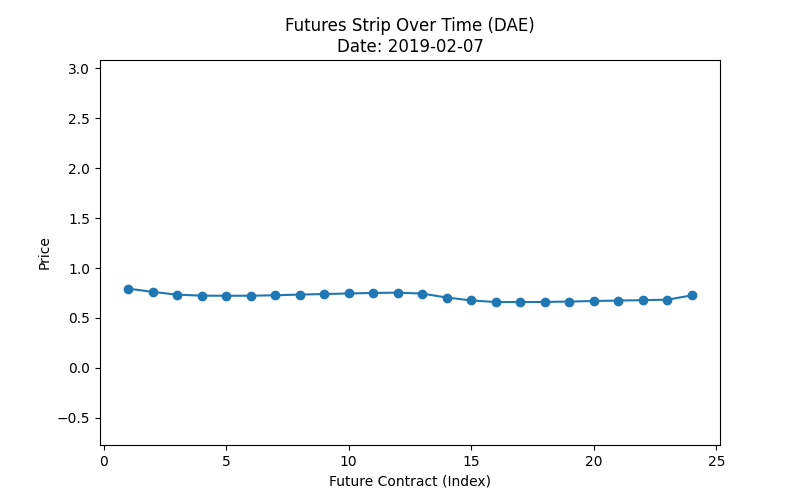 Futures Strip Over Time (DAE)
Date: 2019-02-07
3.0
2.5
2.0
1.5
1.0
0.5
0.0
−0.5
Price
0 5 10 15 20 25
Future Contract (Index)